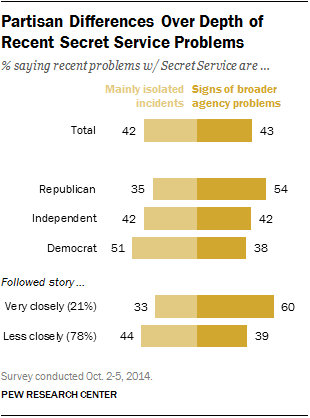 Partisan Differences Over Depth of
Recent Secret Service Problems
% saying recent problems w/ Secret Service are ...
Mainly isolated incidents Signs of broader agency problems
Total 42 43
Republican 35 54
Independent 42 42
Democrat 51 38
Followed story ...
Very closely (21%) 33 60
Less closely (78%) 44 39
Survey conducted Oct. 2-5, 2014.
PEW RESEARCH CENTER